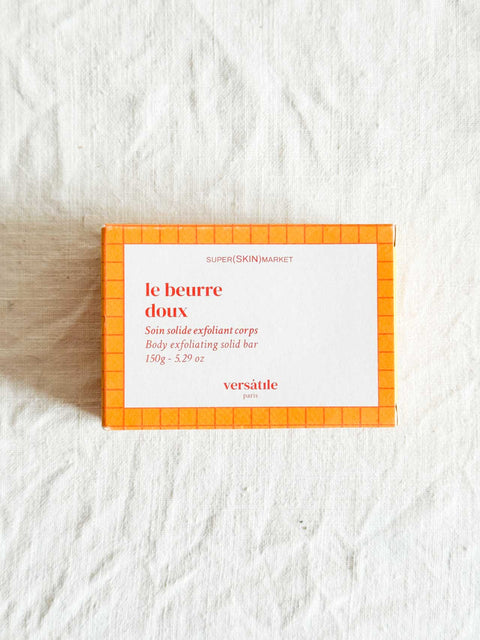 SUPER(SKIN)MARKET
le beurre
doux
Soin solide exfoliant corps
Body exfoliating solid bar
150g - 5.29 oz
versàtile
paris